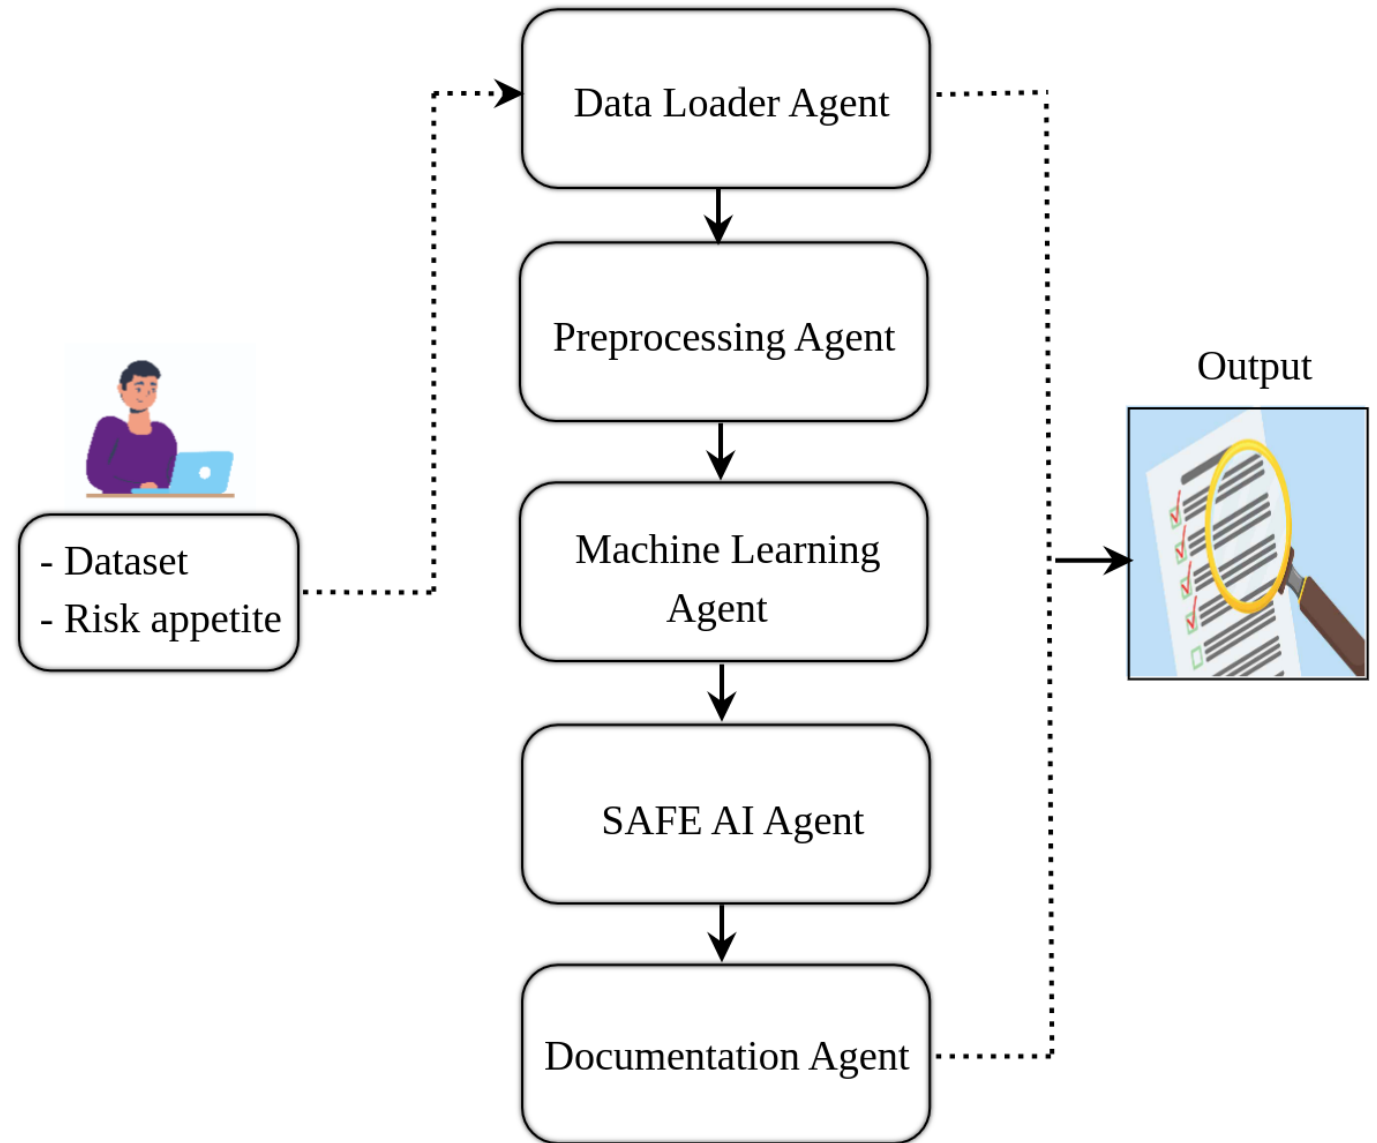 Data Loader Agent
Preprocessing Agent
Output
- Dataset
- Risk appetite
Machine Learning
Agent
SAFE AI Agent
Documentation Agent